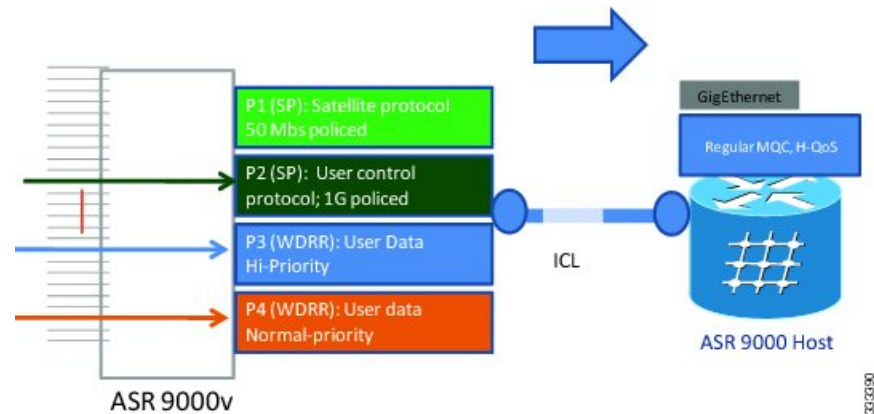 P1 (SP): Satellite protocol
50 Mbs policed
P2 (SP): User control
protocol; 1G policed
P3 (WDRR): User Data
Hi-Priority
P4 (WDRR): User data
Normal-priority
ASR 9000v
ICL
GigEthernet
Regular MQC, H-QoS
ASR 9000 Host
333390